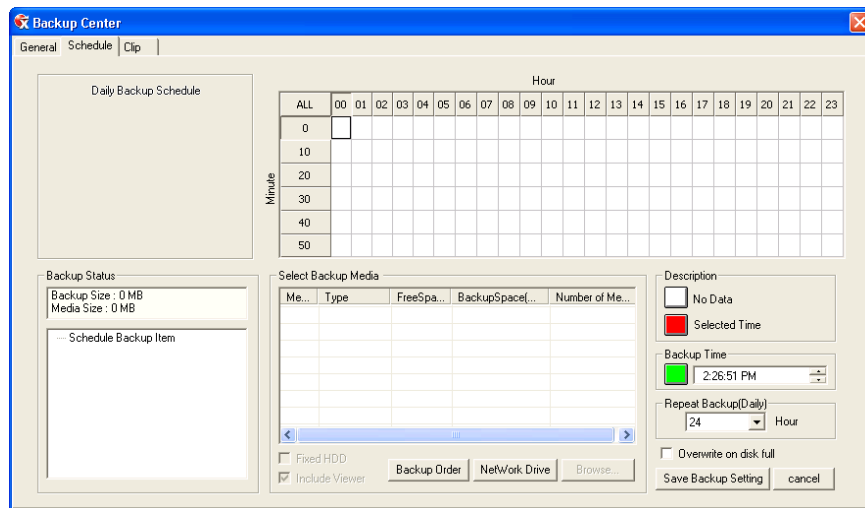 Backup Center
General Schedule Clip
Daily Backup Schedule
Hour
ALL 00 01 02 03 04 05 06 07 08 09 10 11 12 13 14 15 16 17 18 19 20 21 22 23
Minute
0
10
20
30
40
50
Backup Status
Backup Size : 0 MB
Media Size : 0 MB
Schedule Backup Item
Select Backup Media
Me... Type FreeSpa... BackupSpace(... Number of Me...
Fixed HDD
Include Viewer
Backup Order NetWork Drive Browse...
Description
No Data
Selected Time
Backup Time
2:26:51 PM
Repeat Backup(Daily)
24 Hour
Overwrite on disk full
Save Backup Setting cancel